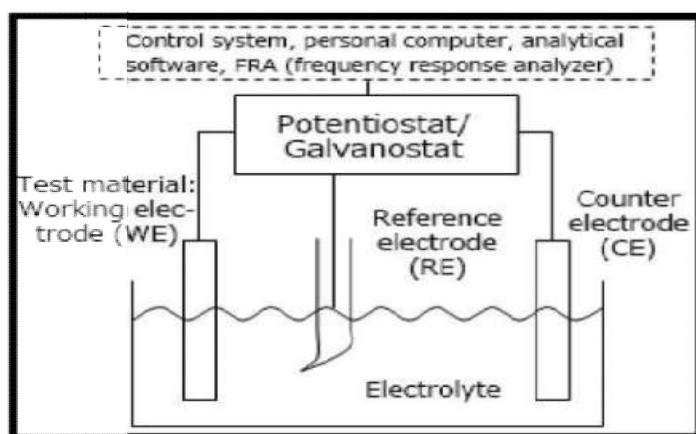 Control system, personal computer, analytical
software, FRA (frequency response analyzer)
Potentiostat/
Galvanostat
Test material:
Working elec-
trode (WE)
Reference
electrode
(RE)
Counter
electrode
(CE)
Electrolyte